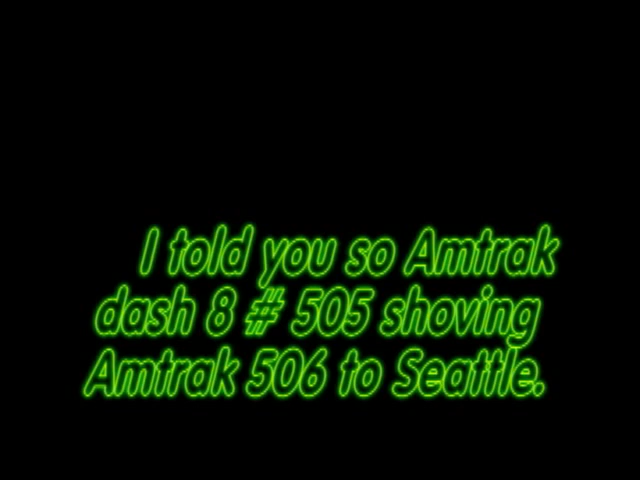 I told you so Amtrak
dash 8 # 505 shoving
Amtrak 506 to Seattle.